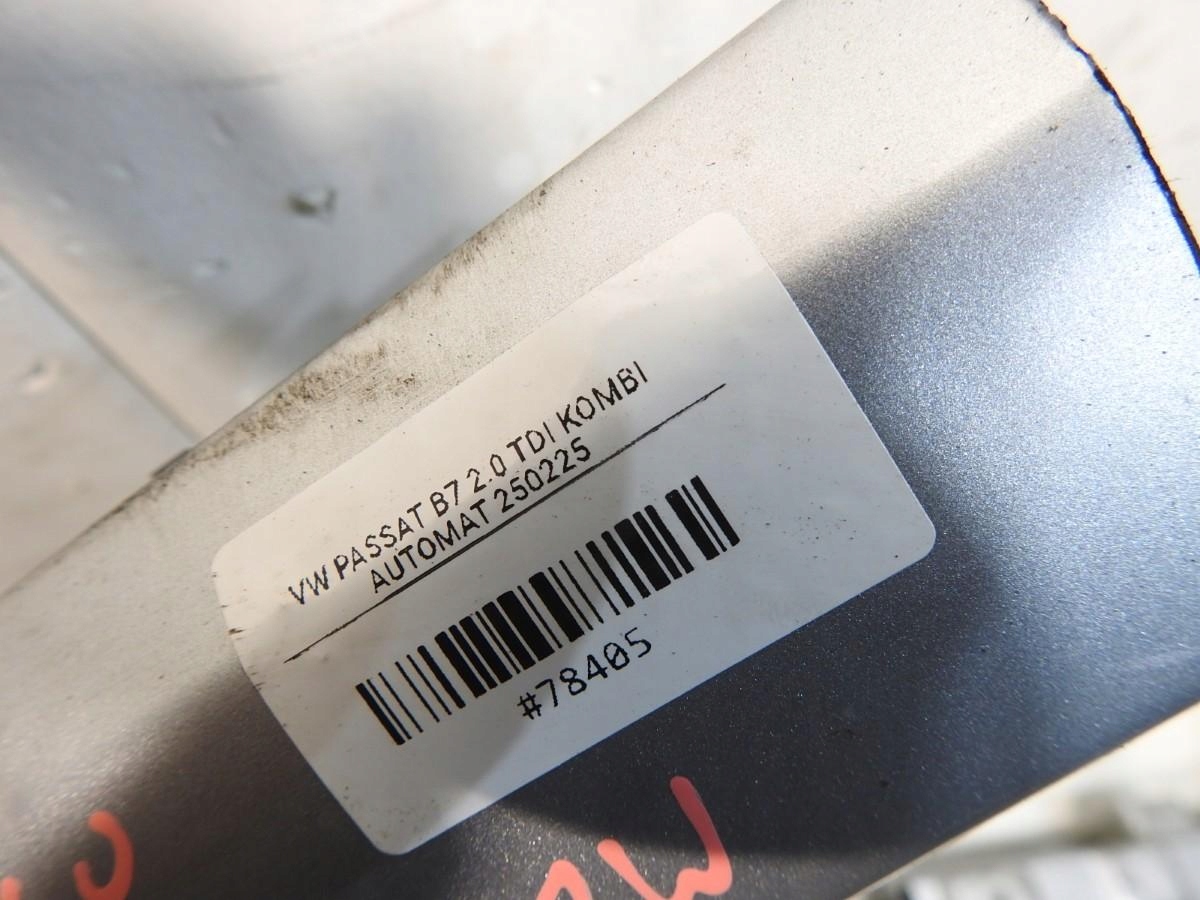 VW PASSAT B7 2.0 TDI KOMBI
AUTOMAT 250225
#78405